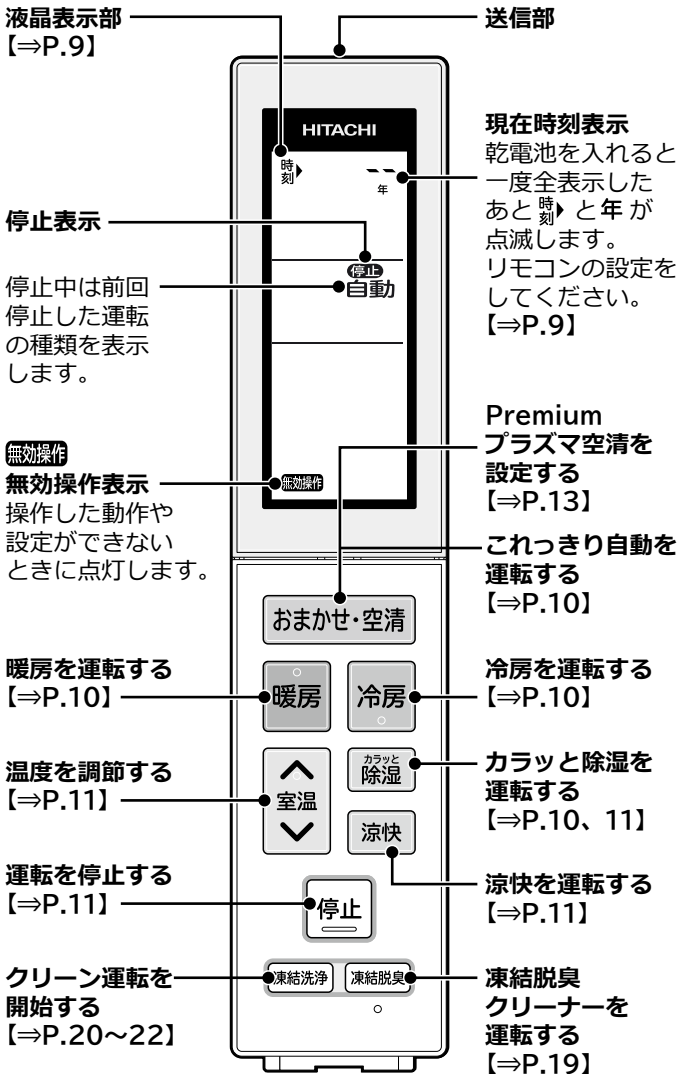 液晶表示部
【⇒P.9】
停止表示
停止中は前回
停止した運転
の種類を表示
します。
無効操作
無効操作表示
操作した動作や
設定ができない
ときに点灯します。
暖房を運転する
【⇒P.10】
温度を調節する
【⇒P.11】
運転を停止する
【⇒P.11】
クリーン運転を
開始する
【⇒P.20～22】
HITACHI
時刻
年
停止
自動
無効操作
おまかせ・空清
暖房
冷房
室温
カラッと
除湿
涼快
停止
凍結洗浄
凍結脱臭
送信部
現在時刻表示
乾電池を入れると
一度全表示した
あと 時刻 と 年 が
点滅します。
リモコンの設定を
してください。
【⇒P.9】
Premium
プラズマ空清を
設定する
【⇒P.13】
これっきり自動を
運転する
【⇒P.10】
冷房を運転する
【⇒P.10】
カラッと除湿を
運転する
【⇒P.10、11】
涼快を運転する
【⇒P.11】
凍結脱臭
クリーナーを
運転する
【⇒P.19】